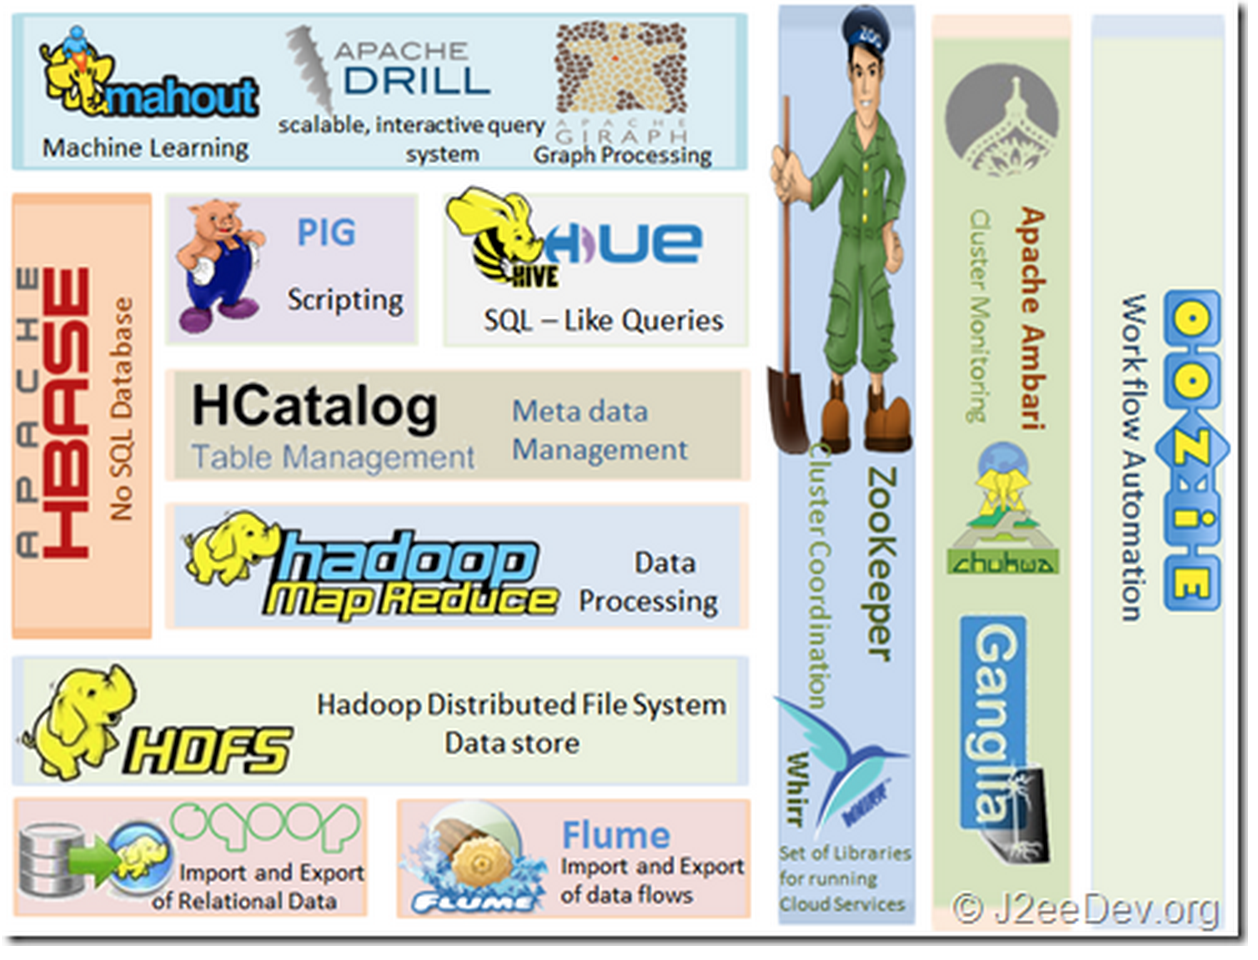 mahout
Machine Learning
APACHE
DRILL
scalable, interactive query
system
APACHE
GIRAPH
Graph Processing
APACHE
HBASE
No SQL Database
PIG
Scripting
HIVE
HUE
SQL – Like Queries
HCatalog
Table Management
Meta data
Management
hadoop
Map Reduce
Data
Processing
HDFS
Hadoop Distributed File System
Data store
sqoop
Import and Export
of Relational Data
FLUME
Flume
Import and Export
of data flows
ZOO
ZooKeeper
Cluster Coordination
Whirr
WHIRR™
Set of Libraries
for running
Cloud Services
Apache Ambari
Cluster Monitoring
chukwa
Ganglia
OOZIE
Work flow Automation
© J2eeDev.org